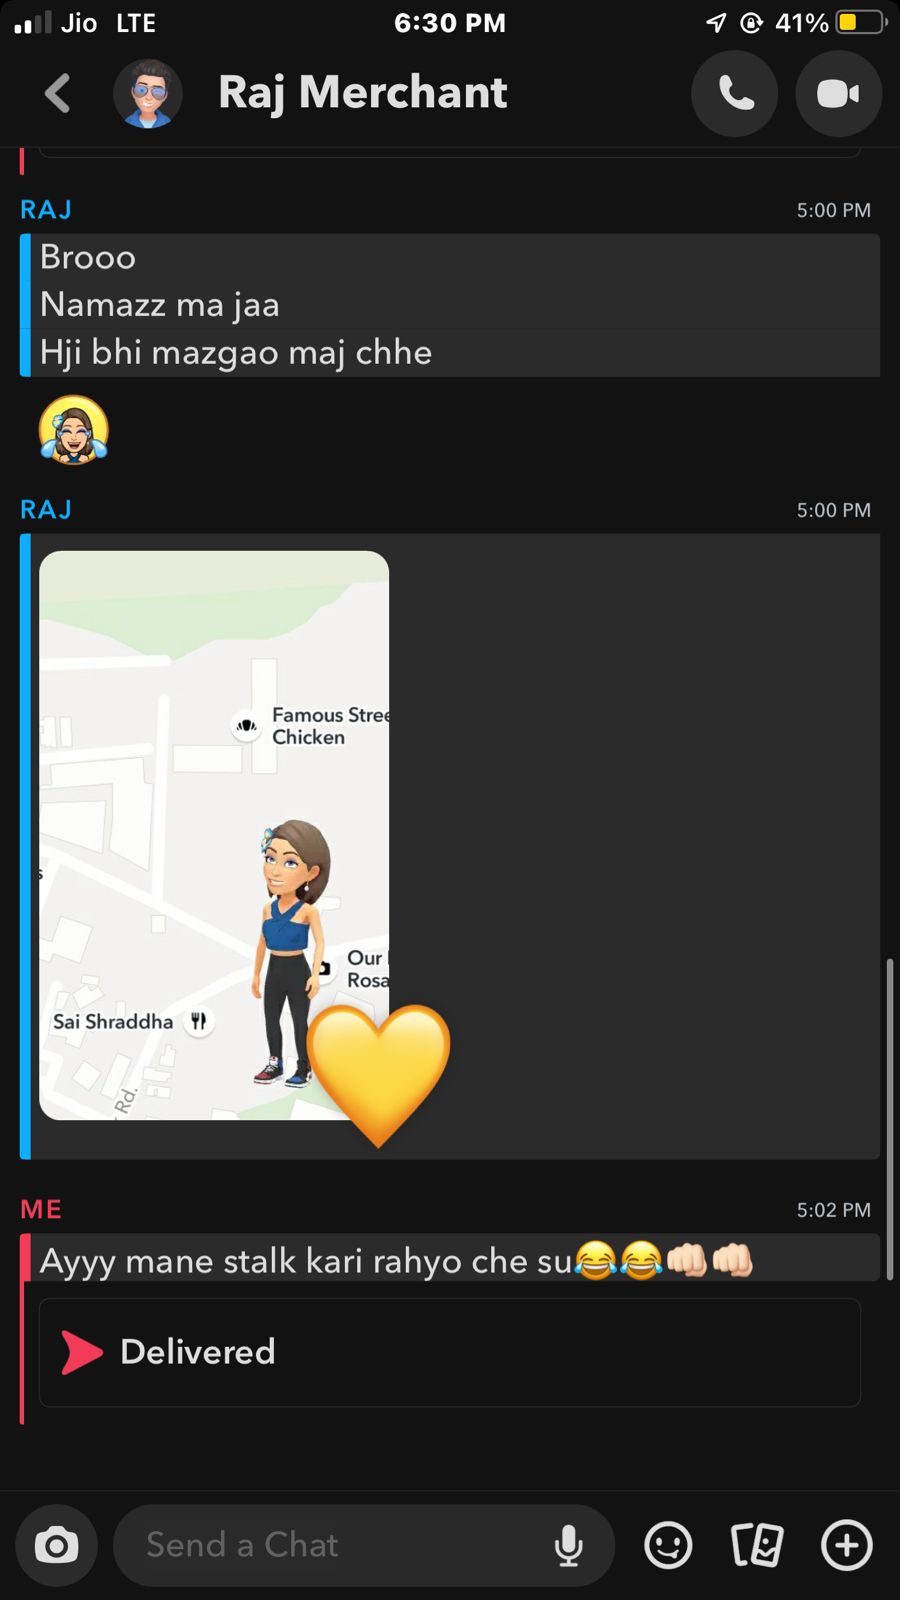 Jio LTE 6:30 PM 41%
Raj Merchant
RAJ 5:00 PM
Brooo
Namazz ma jaa
Hji bhi mazgao maj chhe
RAJ 5:00 PM
Famous Stree
Chicken
s
Our
Rosa
Sai Shraddha
Rd.
ME 5:02 PM
Ayyy mane stalk kari rahyo che su😂😂👊🏻👊🏻
Delivered
Send a Chat